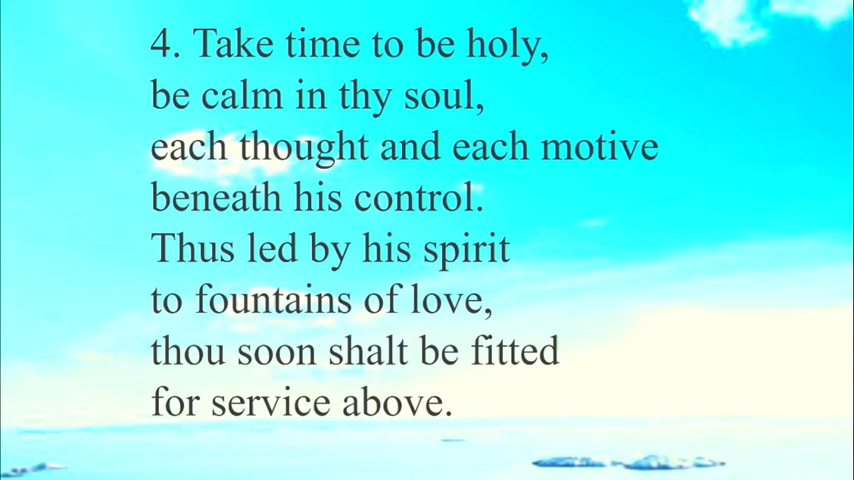 4. Take time to be holy,
be calm in thy soul,
each thought and each motive
beneath his control.
Thus led by his spirit
to fountains of love,
thou soon shalt be fitted
for service above.